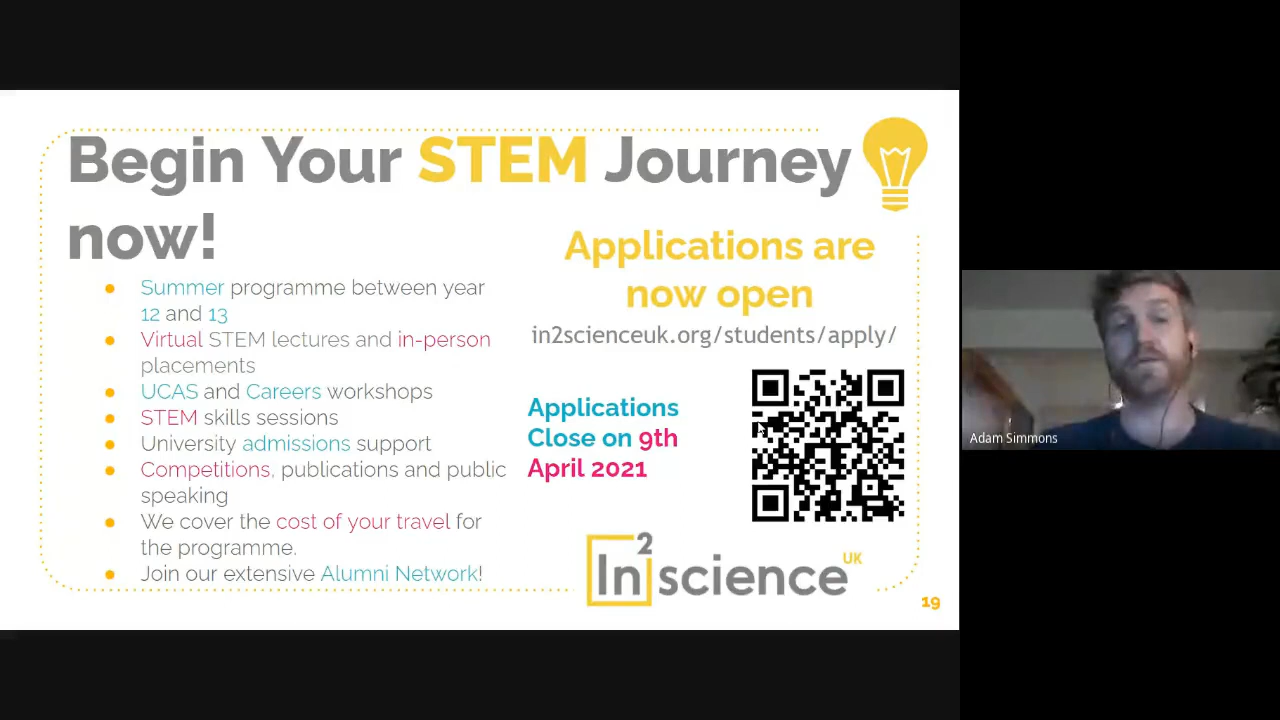 Begin Your STEM Journey
now!
Summer programme between year
12 and 13
Virtual STEM lectures and in-person
placements
UCAS and Careers workshops
STEM skills sessions
University admissions support
Competitions, publications and public
speaking
We cover the cost of your travel for
the programme.
Join our extensive Alumni Network!
Applications are
now open
in2scienceuk.org/students/apply/
Applications
Close on 9th
April 2021
In2science UK
19
Adam Simmons